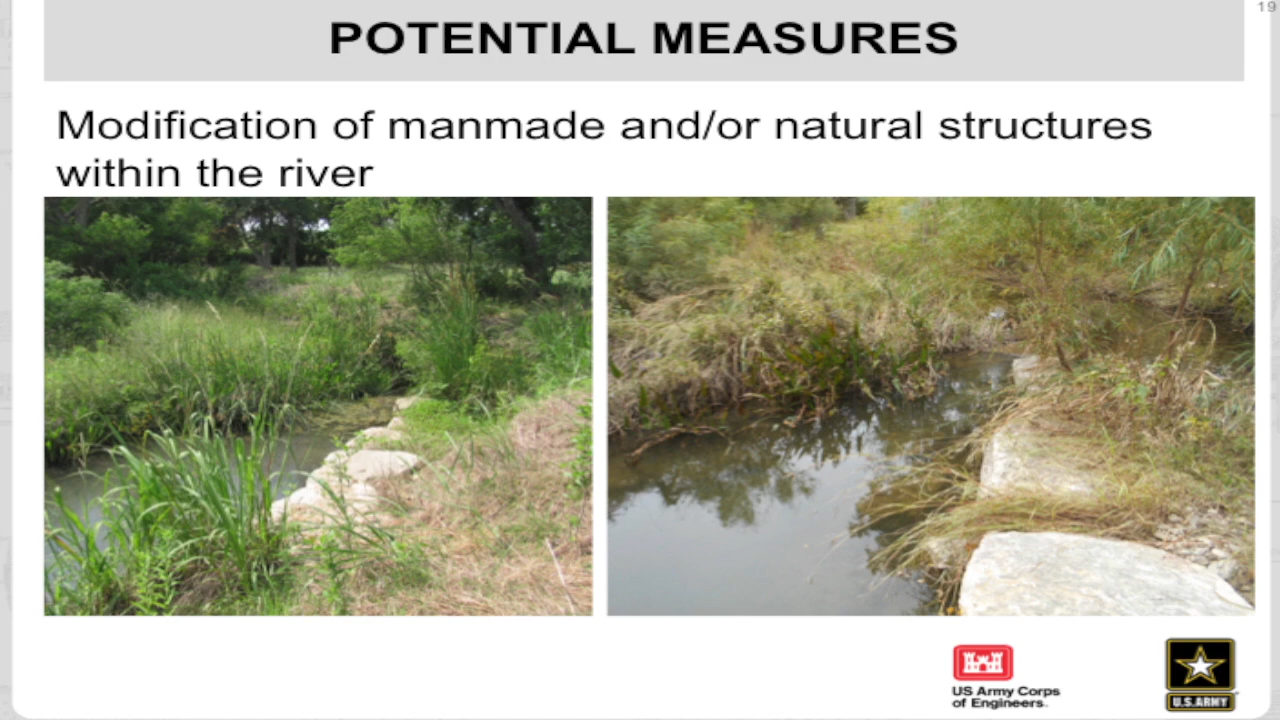 19
POTENTIAL MEASURES
Modification of manmade and/or natural structures
within the river
US Army Corps
of Engineers.
U.S.ARMY